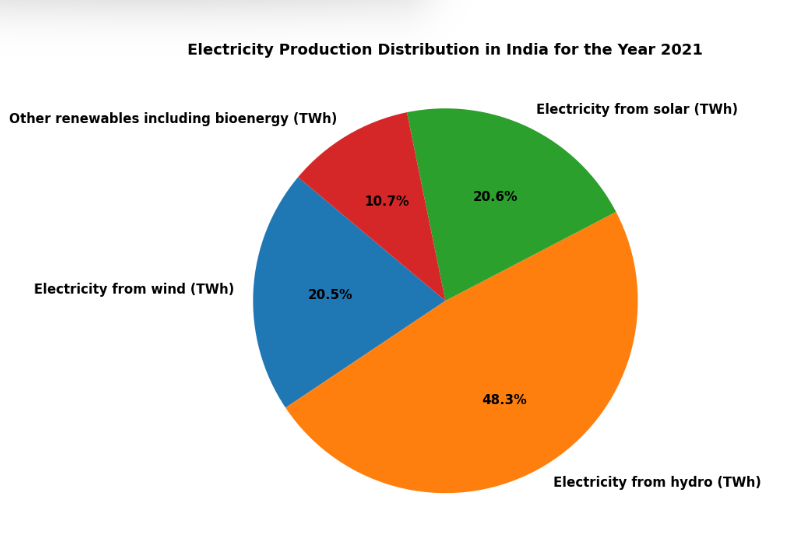 Electricity Production Distribution in India for the Year 2021
Electricity from solar (TWh)
Other renewables including bioenergy (TWh)
20.6%
10.7%
Electricity from wind (TWh)
20.5%
48.3%
Electricity from hydro (TWh)